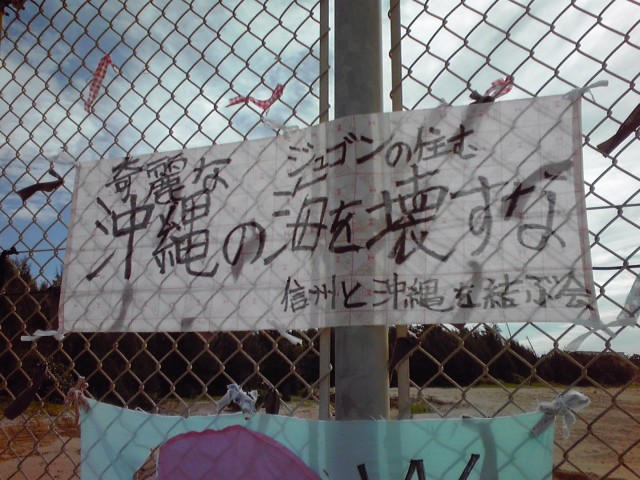 奇麗な ジュゴンの住む
沖縄の海を壊すな
信州と沖縄を結ぶ会
W